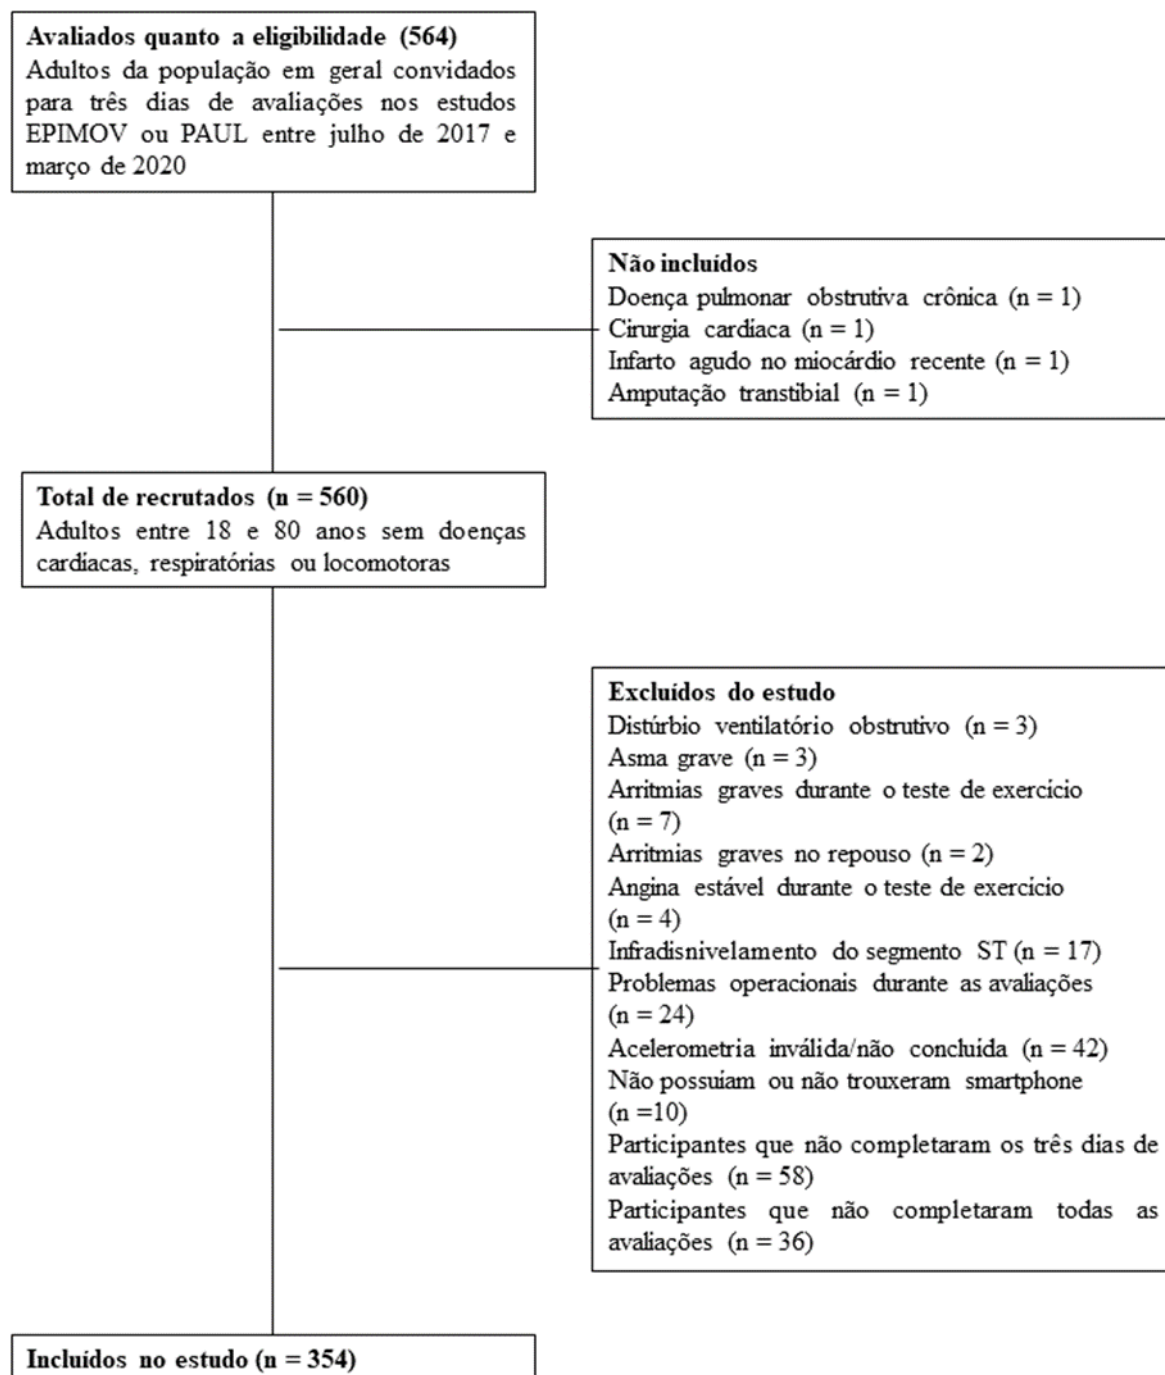 Avaliados quanto a eligibilidade (564)
Adultos da população em geral convidados
para três dias de avaliações nos estudos
EPIMOV ou PAUL entre julho de 2017 e
março de 2020
Não incluídos
Doença pulmonar obstrutiva crônica (n = 1)
Cirurgia cardíaca (n = 1)
Infarto agudo no miocárdio recente (n = 1)
Amputação transtibial (n = 1)
Total de recrutados (n = 560)
Adultos entre 18 e 80 anos sem doenças
cardíacas, respiratórias ou locomotoras
Excluídos do estudo
Distúrbio ventilatório obstrutivo (n = 3)
Asma grave (n = 3)
Arritmias graves durante o teste de exercício
(n = 7)
Arritmias graves no repouso (n = 2)
Angina estável durante o teste de exercício
(n = 4)
Infradisnivelamento do segmento ST (n = 17)
Problemas operacionais durante as avaliações
(n = 24)
Acelerometria inválida/não concluída (n = 42)
Não possuíam ou não trouxeram smartphone
(n =10)
Participantes que não completaram os três dias de
avaliações (n = 58)
Participantes que não completaram todas as
avaliações (n = 36)
Incluídos no estudo (n = 354)